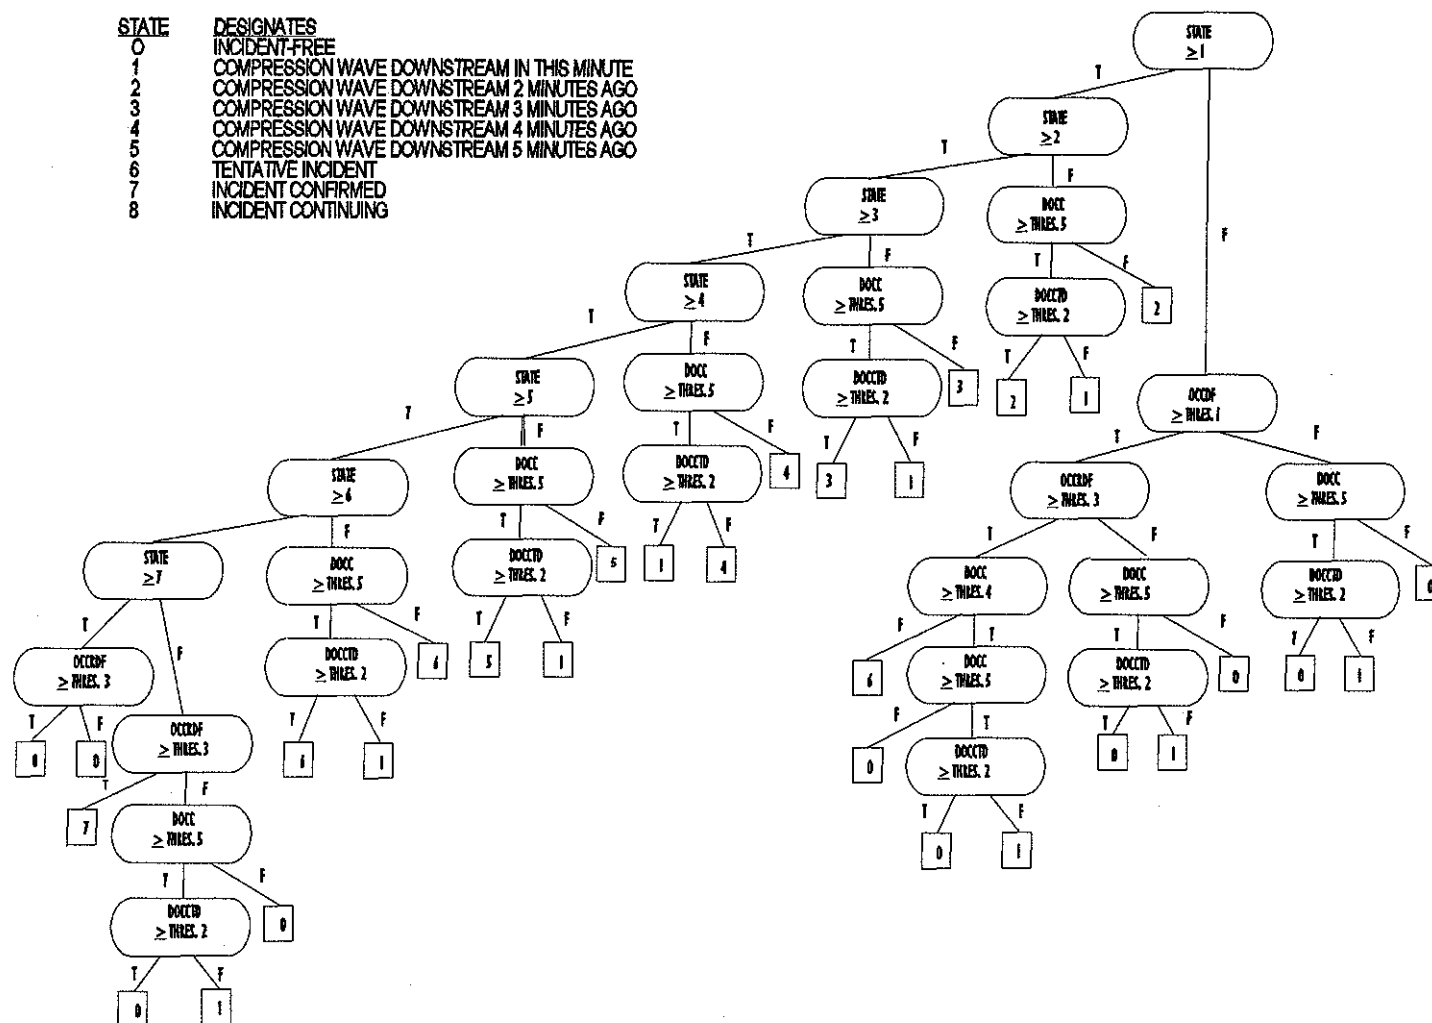 STATE DESIGNATES
0 INCIDENT-FREE
1 COMPRESSION WAVE DOWNSTREAM IN THIS MINUTE
2 COMPRESSION WAVE DOWNSTREAM 2 MINUTES AGO
3 COMPRESSION WAVE DOWNSTREAM 3 MINUTES AGO
4 COMPRESSION WAVE DOWNSTREAM 4 MINUTES AGO
5 COMPRESSION WAVE DOWNSTREAM 5 MINUTES AGO
6 TENTATIVE INCIDENT
7 INCIDENT CONFIRMED
8 INCIDENT CONTINUING
STATE
≥1
T
F
STATE
≥2
T
F
STATE
≥3
DOCC
≥ THRES. 5
T
F
T
F
STATE
≥4
DOCC
≥ THRES. 5
DOCCTD
≥ THRES. 2
2
T
F
T
F
T
F
STATE
≥5
DOCC
≥ THRES. 5
DOCCTD
≥ THRES. 2
3
2
1
OCCDF
≥ THRES. 1
T
F
T
F
T
F
T
F
STATE
≥6
DOCC
≥ THRES. 5
DOCCTD
≥ THRES. 2
4
3
1
OCCRDF
≥ THRES. 3
DOCC
≥ THRES. 5
F
T
F
T
F
T
F
T
F
STATE
≥7
DOCC
≥ THRES. 5
DOCCTD
≥ THRES. 2
5
1
4
DOCC
≥ THRES. 4
DOCC
≥ THRES. 5
DOCCTD
≥ THRES. 2
0
T
F
T
F
T
F
F
T
T
F
T
F
OCCRDF
≥ THRES. 3
DOCCTD
≥ THRES. 2
6
5
1
6
DOCC
≥ THRES. 5
DOCCTD
≥ THRES. 2
0
0
1
T
F
T
F
F
T
T
F
0
OCCRDF
≥ THRES. 3
6
1
0
DOCCTD
≥ THRES. 2
0
1
T
F
T
F
7
DOCC
≥ THRES. 5
0
1
T
F
DOCCTD
≥ THRES. 2
0
T
F
0
1